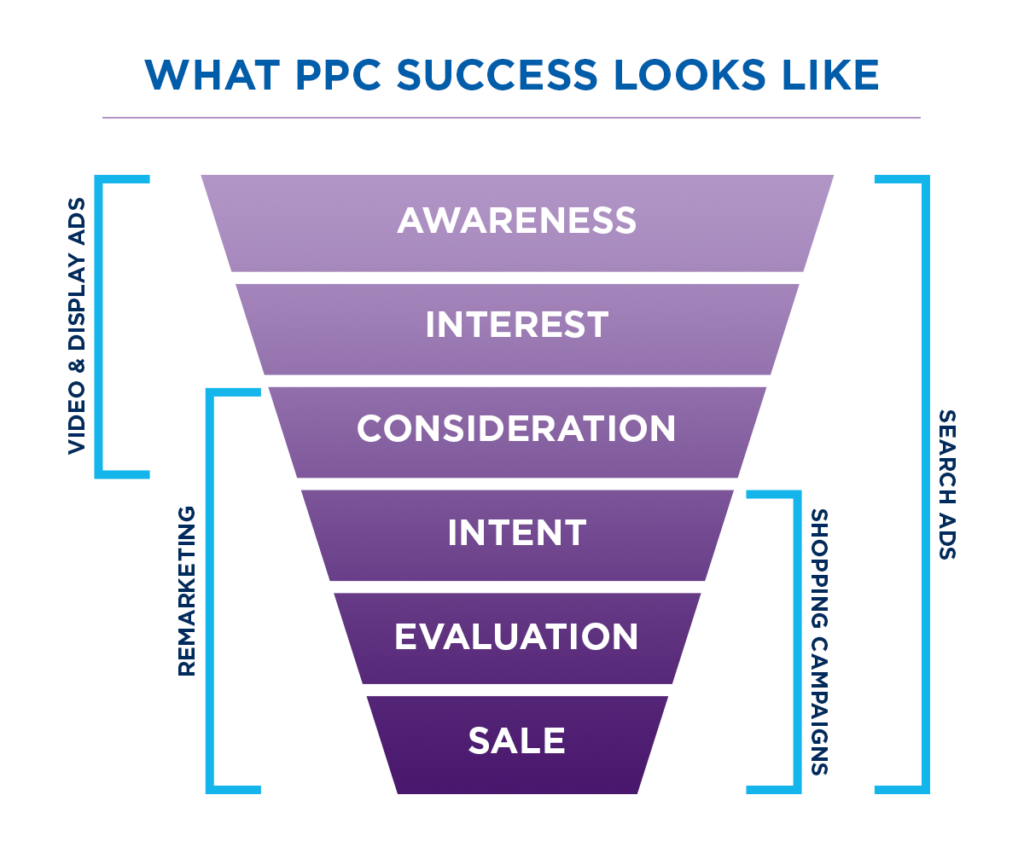 WHAT PPC SUCCESS LOOKS LIKE
AWARENESS
INTEREST
CONSIDERATION
INTENT
EVALUATION
SALE
VIDEO & DISPLAY ADS
REMARKETING
SHOPPING CAMPAIGNS
SEARCH ADS